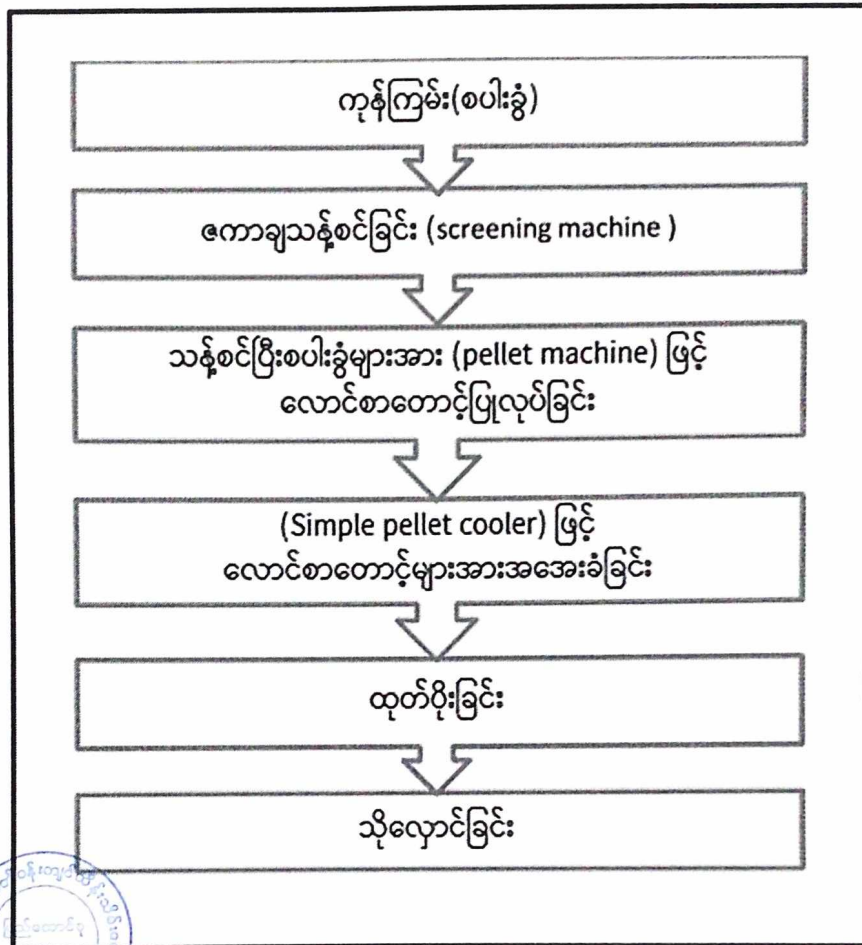 ကုန်ကြမ်း(စပါးခွံ)
ဇကာချသန့်စင်ခြင်း (screening machine )
သန့်စင်ပြီးစပါးခွံများအား (pellet machine) ဖြင့်
လောင်စာတောင့်ပြုလုပ်ခြင်း
(Simple pellet cooler) ဖြင့်
လောင်စာတောင့်များအားအအေးခံခြင်း
ထုတ်ပိုးခြင်း
သိုလှောင်ခြင်း